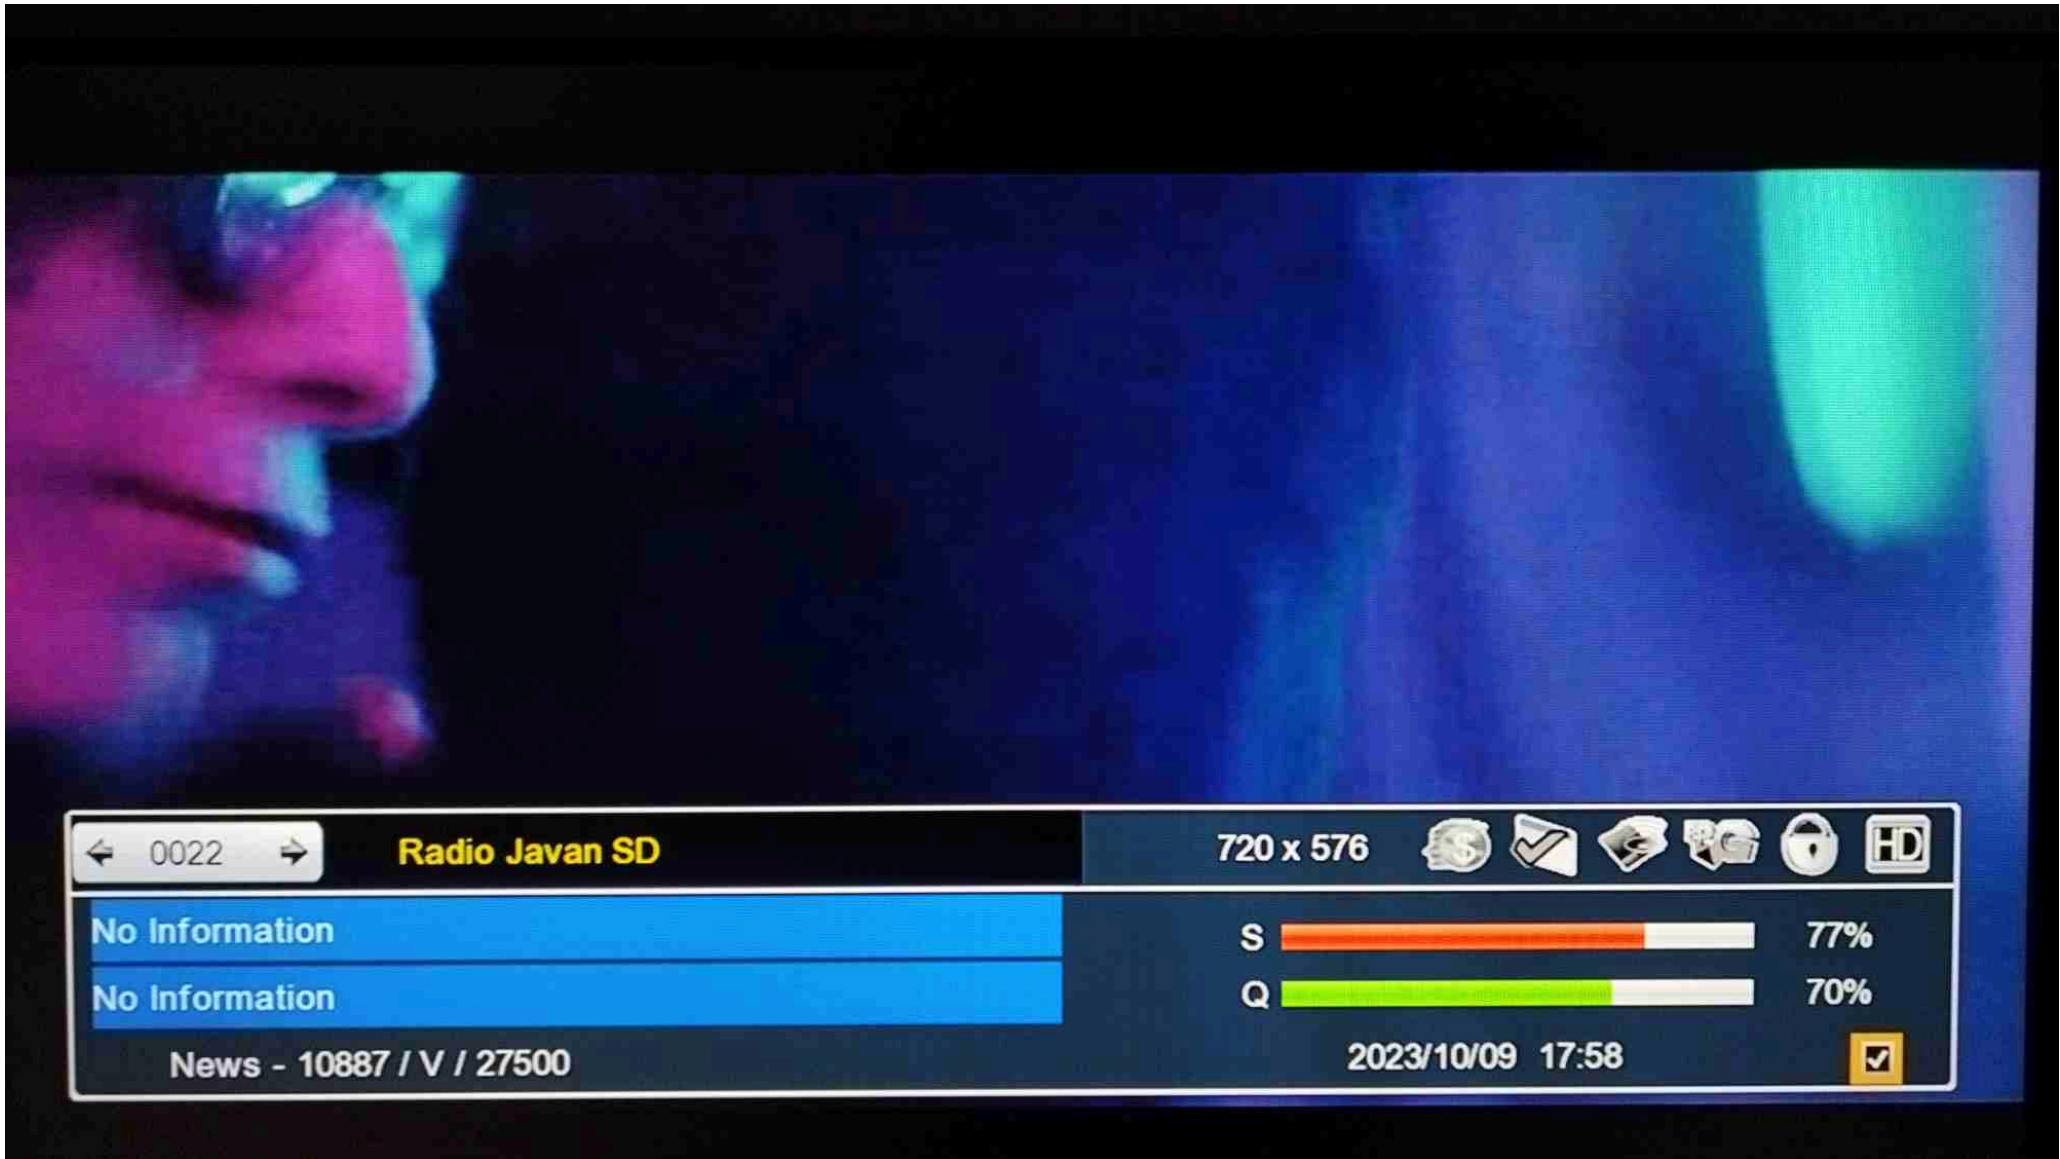 0022 Radio Javan SD 720 x 576 HD
No Information S 77%
No Information Q 70%
News - 10887 / V / 27500 2023/10/09 17:58